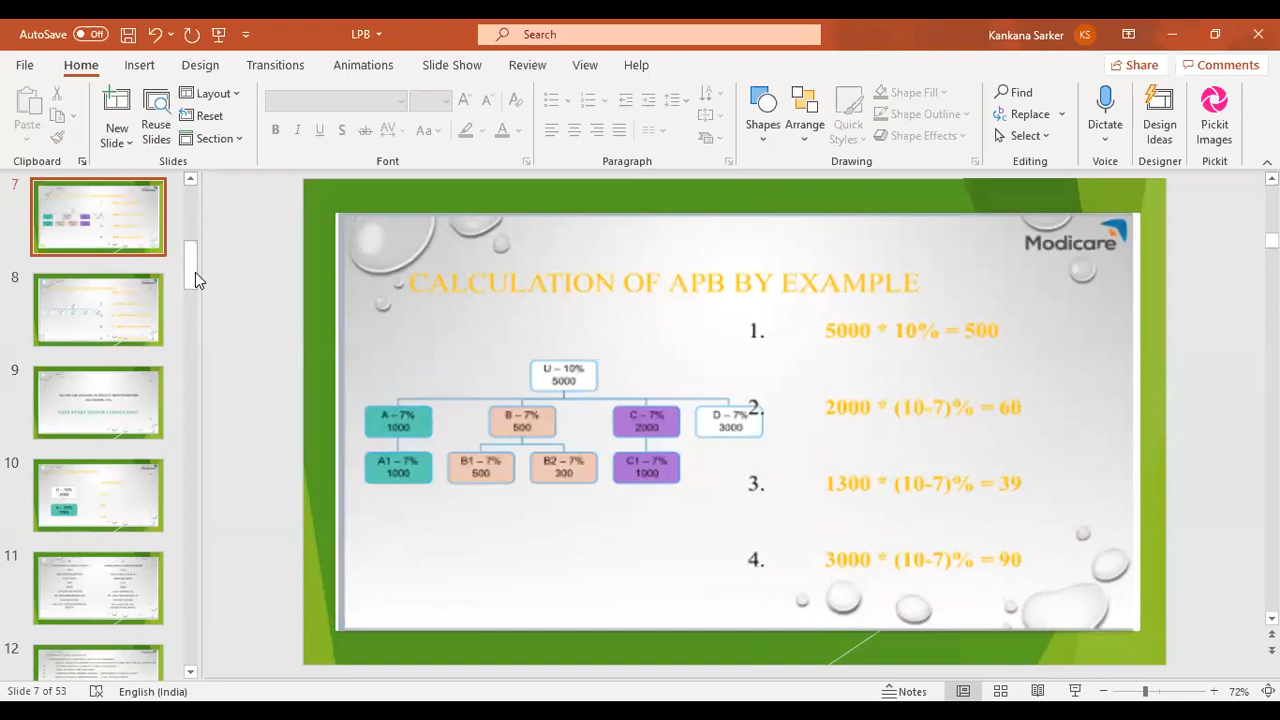 AutoSave Off LPB Search Kankana Sarker KS
File Home Insert Design Transitions Animations Slide Show Review View Help Share Comments
Paste New Slides Reuse Slides Layout Reset Section
Shapes Arrange Quick Styles Shape Fill Shape Outline Shape Effects
Find Replace Select Dictate Design Ideas Pickit Images
Clipboard Slides Font Paragraph Drawing Editing Voice Designer Pickit
7
8
9
10
11
12
Modicare
CALCULATION OF APB BY EXAMPLE
1. 5000 * 10% = 500
U – 10%
5000
2. 2000 * (10-7)% = 60
A – 7%
1000
B – 7%
500
C – 7%
2000
D – 7%
3000
A1 – 7%
1000
B1 – 7%
500
B2 – 7%
300
C1 – 7%
1000
3. 1300 * (10-7)% = 39
4. 3000 * (10-7)% = 90
Slide 7 of 53 English (India) Notes 72%